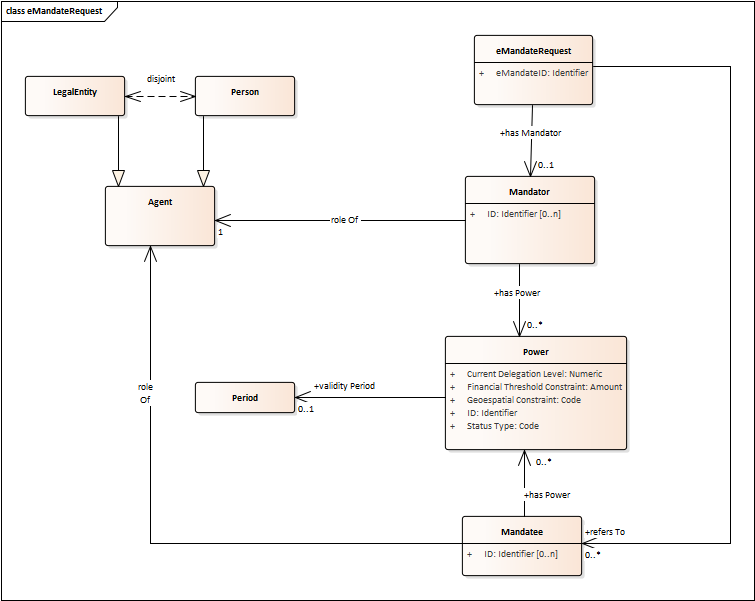 class eMandateRequest
eMandateRequest
+ eMandateID: Identifier
LegalEntity
disjoint
Person
+has Mandator
0..1
Mandator
+ ID: Identifier [0..n]
Agent
role Of
1
+has Power
0..*
Power
+ Current Delegation Level: Numeric
+ Financial Threshold Constraint: Amount
+ Geoespatial Constraint: Code
+ ID: Identifier
+ Status Type: Code
role
Of
Period
+validity Period
0..1
0..*
+has Power
Mandatee
+ ID: Identifier [0..n]
+refers To
0..*